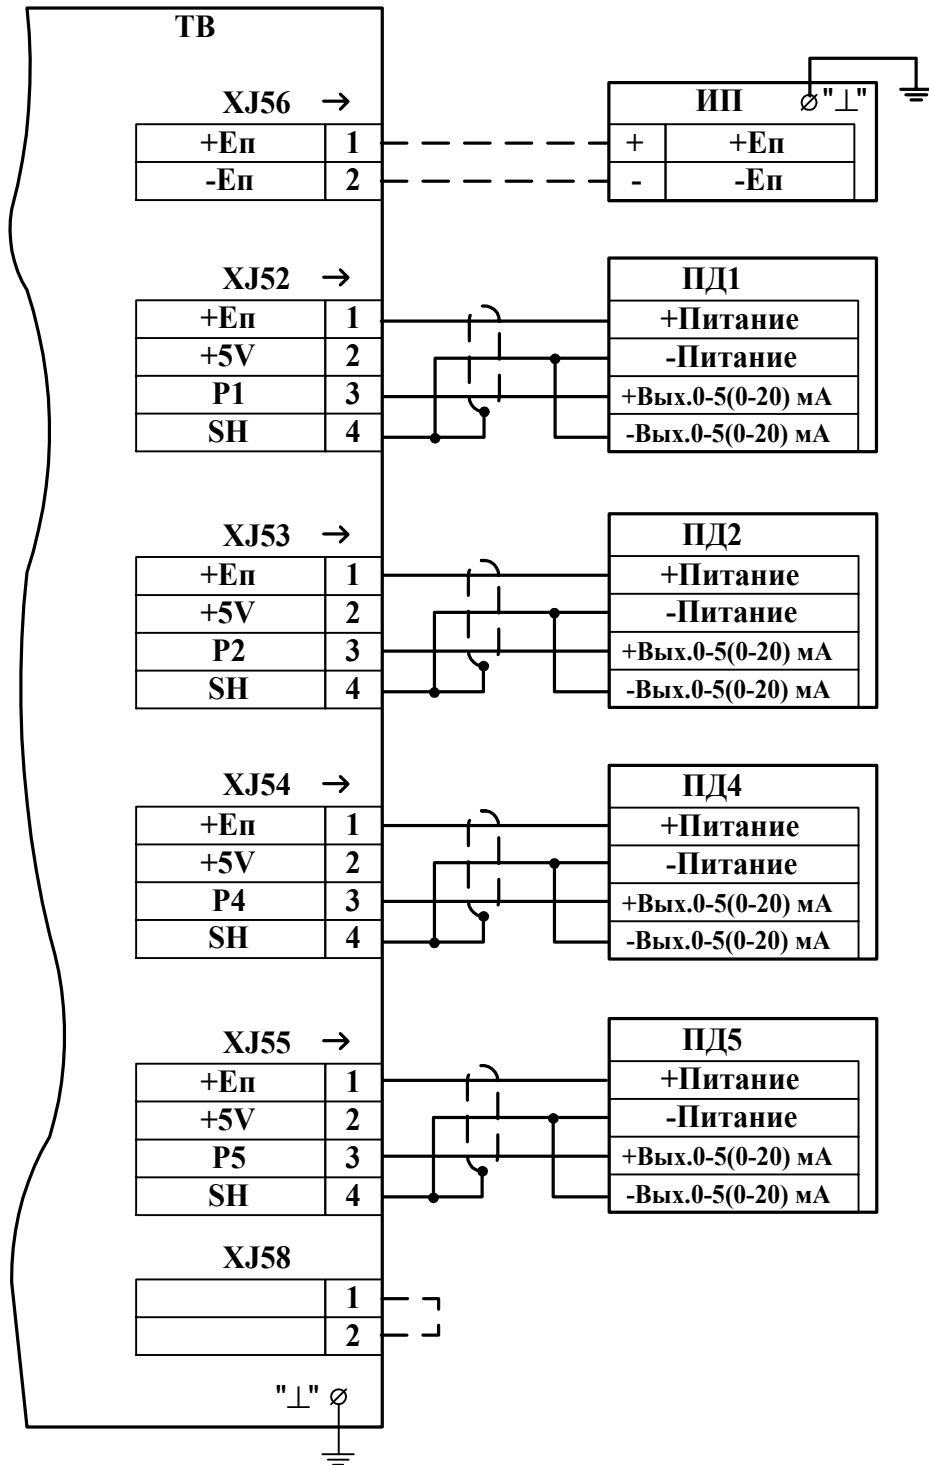 ТВ
XJ56 →
+Еп 1
-Еп 2
ИП "⊥"
+ +Еп
- -Еп
XJ52 →
+Еп 1
+5V 2
P1 3
SH 4
ПД1
+Питание
-Питание
+Вых.0-5(0-20) мА
-Вых.0-5(0-20) мА
XJ53 →
+Еп 1
+5V 2
P2 3
SH 4
ПД2
+Питание
-Питание
+Вых.0-5(0-20) мА
-Вых.0-5(0-20) мА
XJ54 →
+Еп 1
+5V 2
P4 3
SH 4
ПД4
+Питание
-Питание
+Вых.0-5(0-20) мА
-Вых.0-5(0-20) мА
XJ55 →
+Еп 1
+5V 2
P5 3
SH 4
ПД5
+Питание
-Питание
+Вых.0-5(0-20) мА
-Вых.0-5(0-20) мА
XJ58
1
2
"⊥"